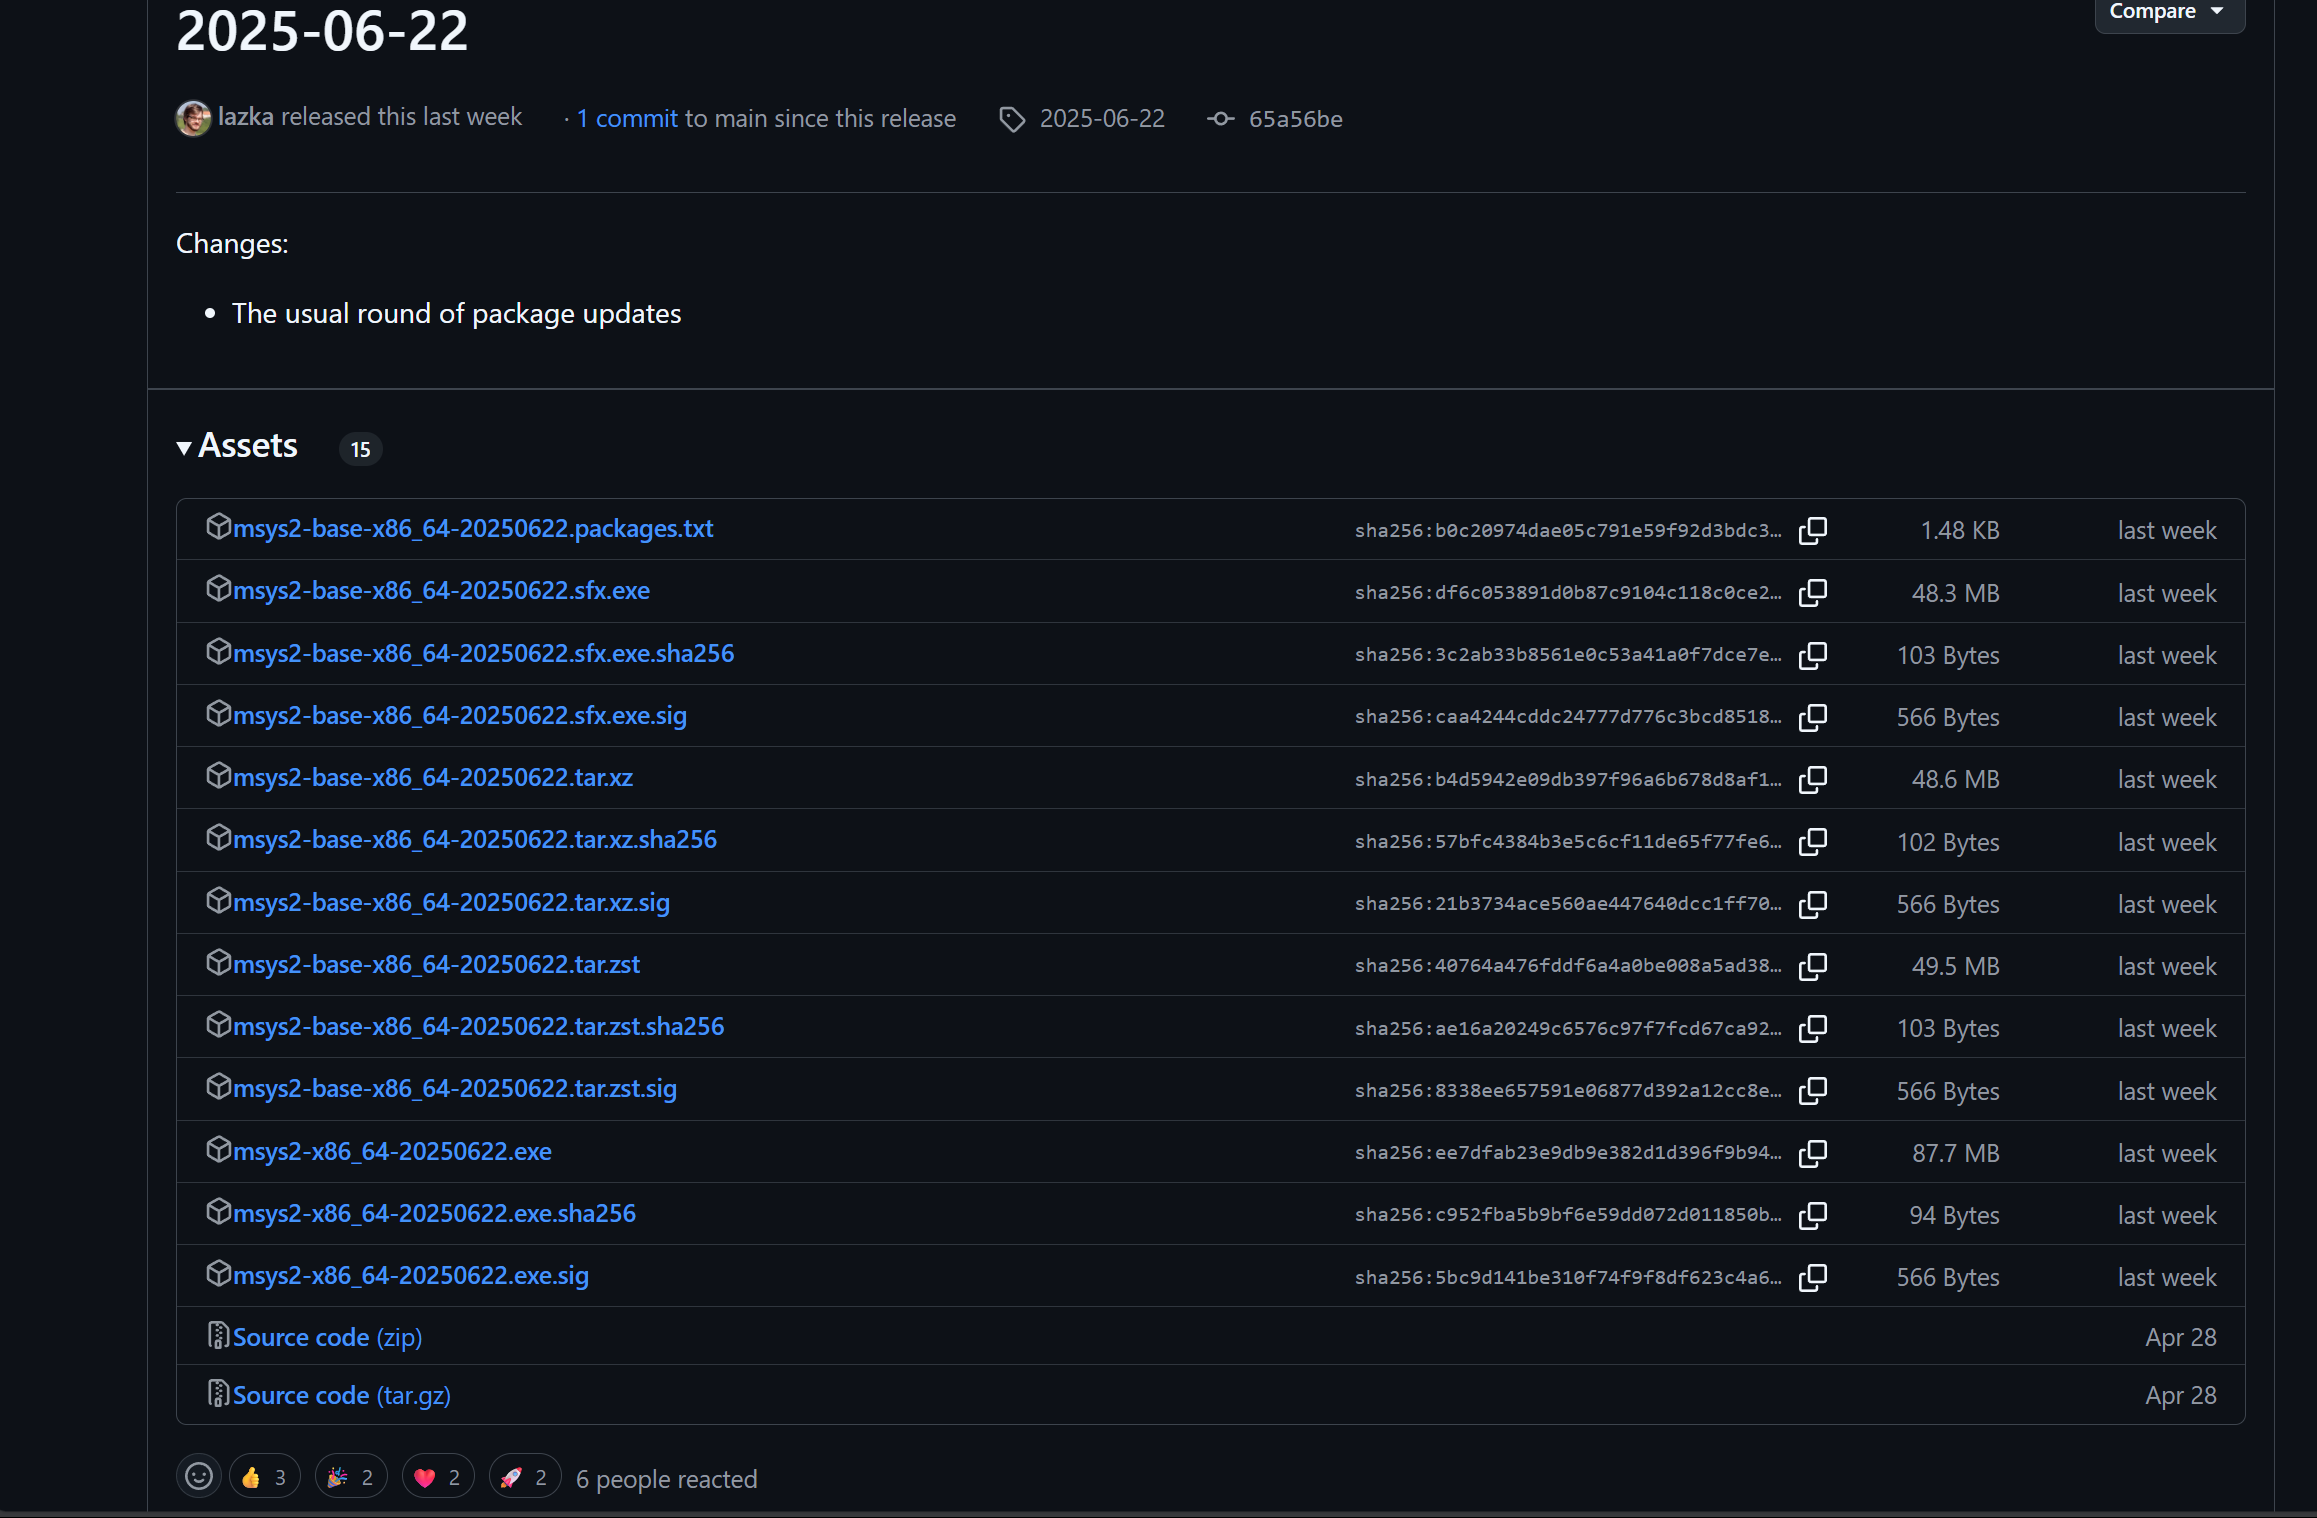 2025-06-22
Compare
lazka released this last week · 1 commit to main since this release 2025-06-22 65a56be
Changes:
• The usual round of package updates
Assets 15
msys2-base-x86_64-20250622.packages.txt sha256:b0c20974dae05c791e59f92d3bdc3… 1.48 KB last week
msys2-base-x86_64-20250622.sfx.exe sha256:df6c053891d0b87c9104c118c0ce2… 48.3 MB last week
msys2-base-x86_64-20250622.sfx.exe.sha256 sha256:3c2ab33b8561e0c53a41a0f7dce7e… 103 Bytes last week
msys2-base-x86_64-20250622.sfx.exe.sig sha256:caa4244cddc24777d776c3bcd8518… 566 Bytes last week
msys2-base-x86_64-20250622.tar.xz sha256:b4d5942e09db397f96a6b678d8af1… 48.6 MB last week
msys2-base-x86_64-20250622.tar.xz.sha256 sha256:57bfc4384b3e5c6cf11de65f77fe6… 102 Bytes last week
msys2-base-x86_64-20250622.tar.xz.sig sha256:21b3734ace560ae447640dcc1ff70… 566 Bytes last week
msys2-base-x86_64-20250622.tar.zst sha256:40764a476fddf6a4a0be008a5ad38… 49.5 MB last week
msys2-base-x86_64-20250622.tar.zst.sha256 sha256:ae16a20249c6576c97f7fcd67ca92… 103 Bytes last week
msys2-base-x86_64-20250622.tar.zst.sig sha256:8338ee657591e06877d392a12cc8e… 566 Bytes last week
msys2-x86_64-20250622.exe sha256:ee7dfab23e9db9e382d1d396f9b94… 87.7 MB last week
msys2-x86_64-20250622.exe.sha256 sha256:c952fba5b9bf6e59dd072d011850b… 94 Bytes last week
msys2-x86_64-20250622.exe.sig sha256:5bc9d141be310f74f9f8df623c4a6… 566 Bytes last week
Source code (zip) Apr 28
Source code (tar.gz) Apr 28
👍 3 🎉 2 ❤️ 2 🚀 2 6 people reacted